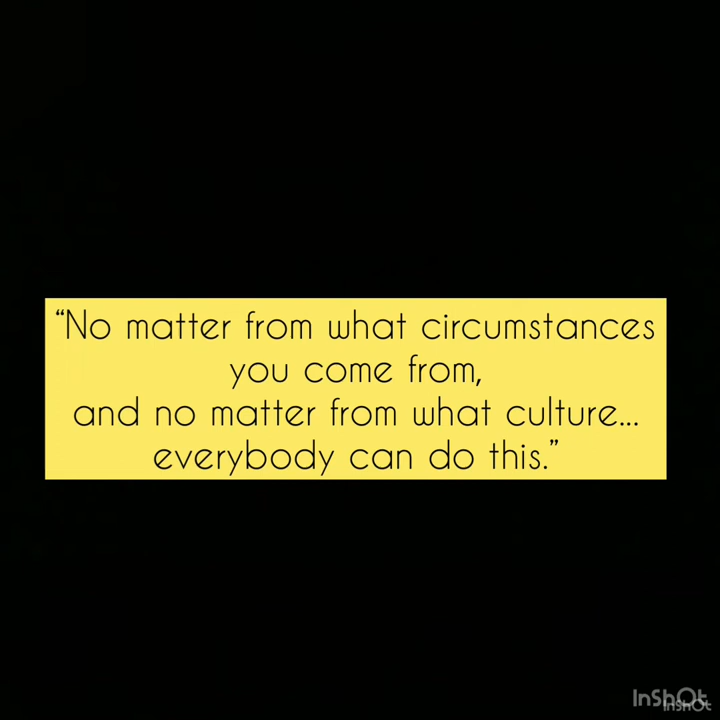 “No matter from what circumstances
you come from,
and no matter from what culture...
everybody can do this.”
InShOt
InShOt